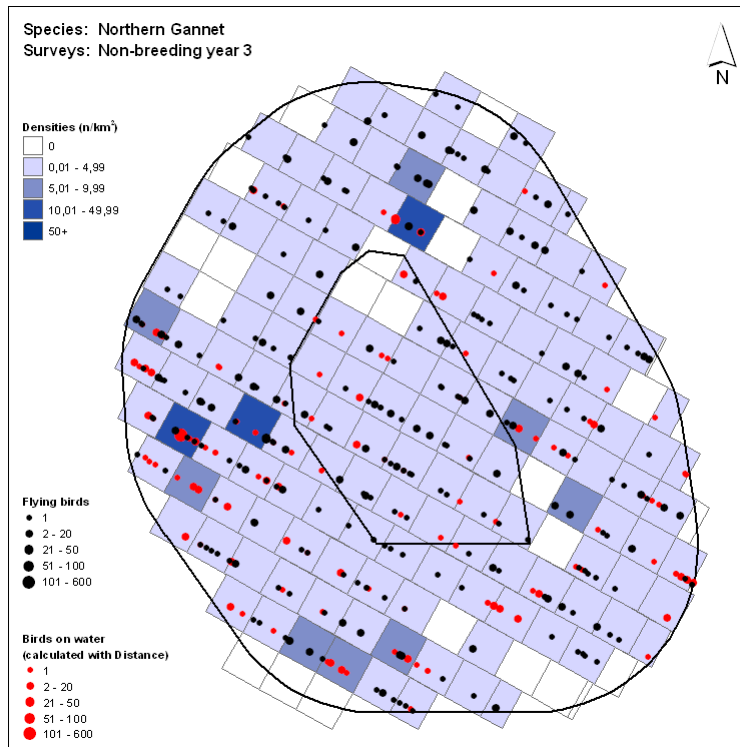 Species: Northern Gannet
Surveys: Non-breeding year 3
N
Densities (n/km²)
0
0,01 - 4,99
5,01 - 9,99
10,01 - 49,99
50+
Flying birds
1
2 - 20
21 - 50
51 - 100
101 - 600
Birds on water
(calculated with Distance)
1
2 - 20
21 - 50
51 - 100
101 - 600